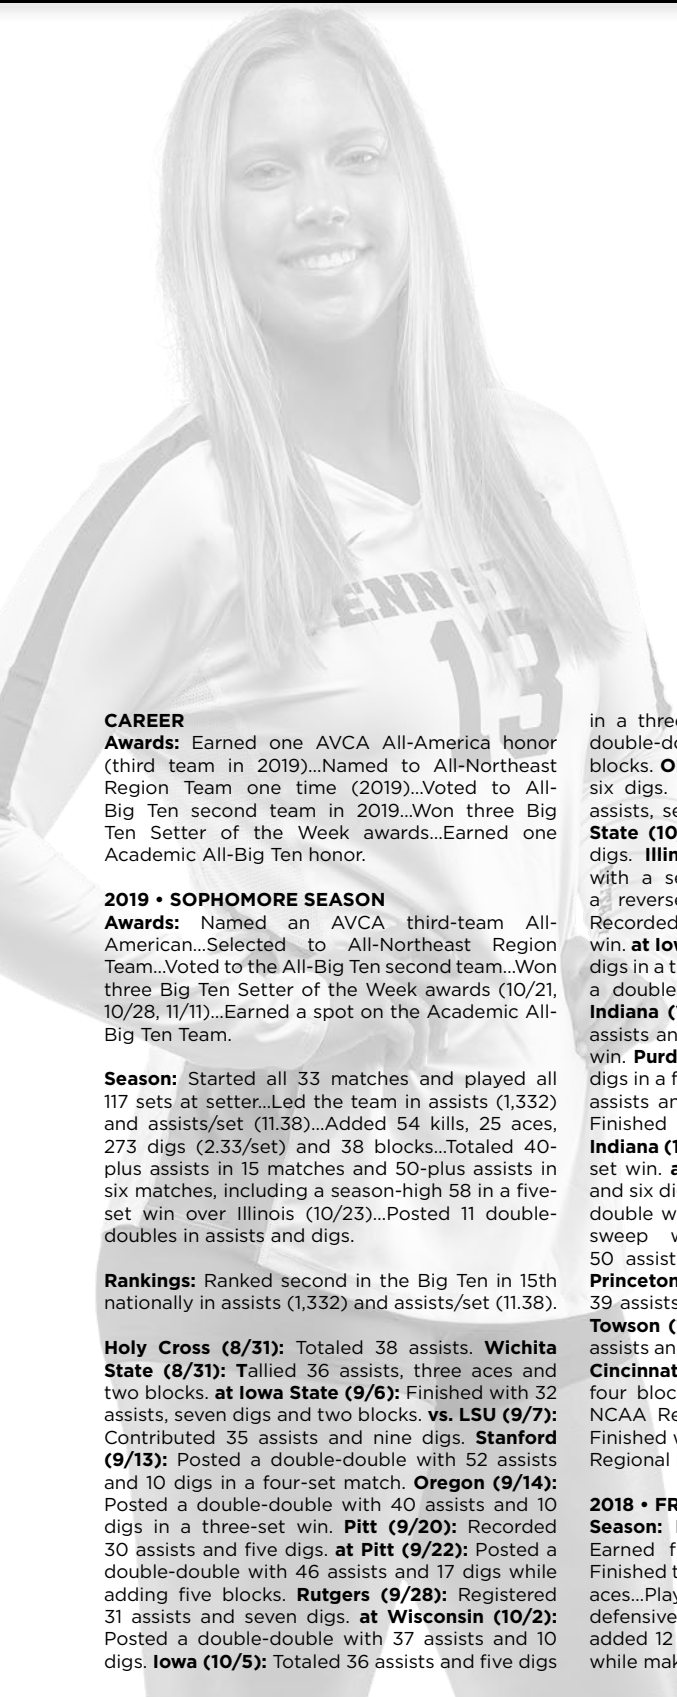 ENN ST
13
CAREER
Awards: Earned one AVCA All-America honor
(third team in 2019)...Named to All-Northeast
Region Team one time (2019)...Voted to All-
Big Ten second team in 2019...Won three Big
Ten Setter of the Week awards...Earned one
Academic All-Big Ten honor.
2019 • SOPHOMORE SEASON
Awards: Named an AVCA third-team All-
American...Selected to All-Northeast Region
Team...Voted to the All-Big Ten second team...Won
three Big Ten Setter of the Week awards (10/21,
10/28, 11/11)...Earned a spot on the Academic All-
Big Ten Team.
Season: Started all 33 matches and played all
117 sets at setter...Led the team in assists (1,332)
and assists/set (11.38)...Added 54 kills, 25 aces,
273 digs (2.33/set) and 38 blocks...Totaled 40-
plus assists in 15 matches and 50-plus assists in
six matches, including a season-high 58 in a five-
set win over Illinois (10/23)...Posted 11 double-
doubles in assists and digs.
Rankings: Ranked second in the Big Ten in 15th
nationally in assists (1,332) and assists/set (11.38).
Holy Cross (8/31): Totaled 38 assists. Wichita
State (8/31): Tallied 36 assists, three aces and
two blocks. at Iowa State (9/6): Finished with 32
assists, seven digs and two blocks. vs. LSU (9/7):
Contributed 35 assists and nine digs. Stanford
(9/13): Posted a double-double with 52 assists
and 10 digs in a four-set match. Oregon (9/14):
Posted a double-double with 40 assists and 10
digs in a three-set win. Pitt (9/20): Recorded
30 assists and five digs. at Pitt (9/22): Posted a
double-double with 46 assists and 17 digs while
adding five blocks. Rutgers (9/28): Registered
31 assists and seven digs. at Wisconsin (10/2):
Posted a double-double with 37 assists and 10
digs. Iowa (10/5): Totaled 36 assists and five digs
in a thre
double-d
blocks. O
six digs.
assists, se
State (10
digs. Illin
with a se
a reverse
Recorded
win. at Iow
digs in a t
a double
Indiana (
assists an
win. Purd
digs in a f
assists an
Finished
Indiana (1
set win. a
and six di
double w
sweep w
50 assist
Princeton
39 assists
Towson (
assists an
Cincinnat
four bloc
NCAA Re
Finished w
Regional
2018 • FR
Season:
Earned f
Finished t
aces...Play
defensive
added 12
while mak